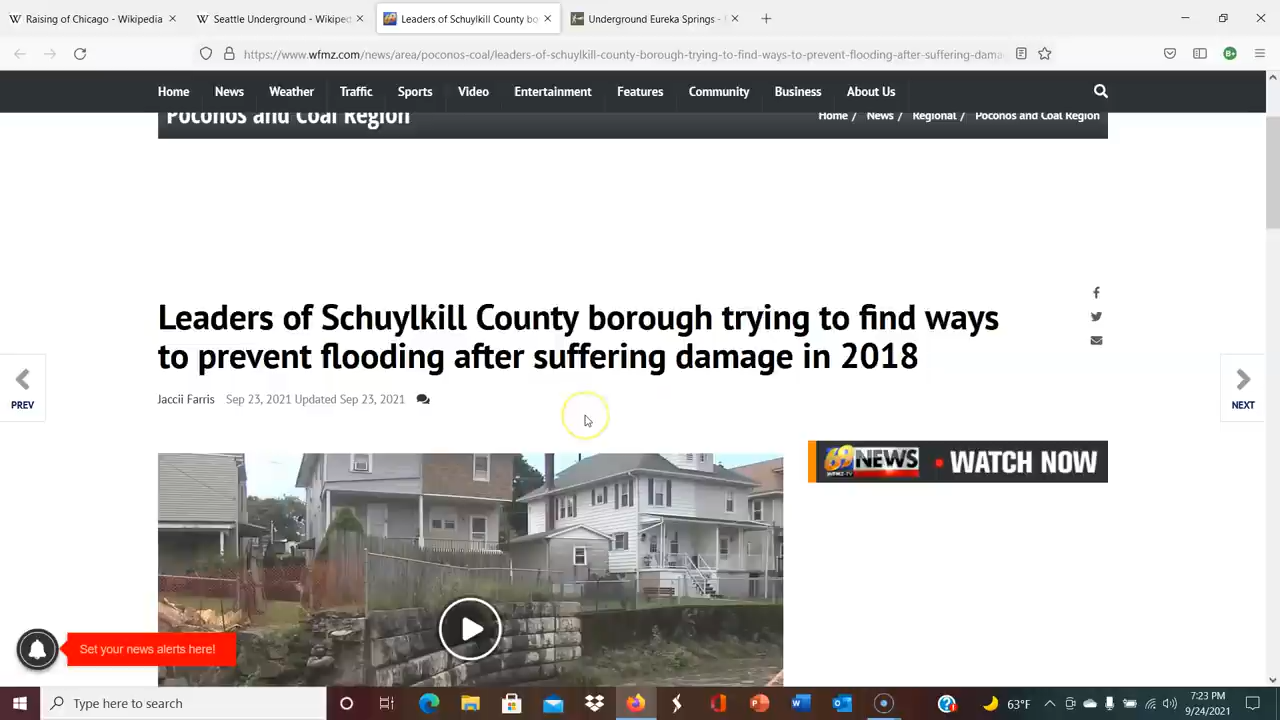 Raising of Chicago - Wikipedia
Seattle Underground - Wikiped
Leaders of Schuylkill County bo
Underground Eureka Springs -
https://www.wfmz.com/news/area/poconos-coal/leaders-of-schuylkill-county-borough-trying-to-find-ways-to-prevent-flooding-after-suffering-dama
Home News Weather Traffic Sports Video Entertainment Features Community Business About Us
Poconos and Coal Region
Home / News / Regional / Poconos and Coal Region
Leaders of Schuylkill County borough trying to find ways
to prevent flooding after suffering damage in 2018
Jaccii Farris Sep 23, 2021 Updated Sep 23, 2021
PREV
NEXT
69 NEWS WATCH NOW
WFMZ-TV
Set your news alerts here!
Type here to search
63°F
7:23 PM
9/24/2021